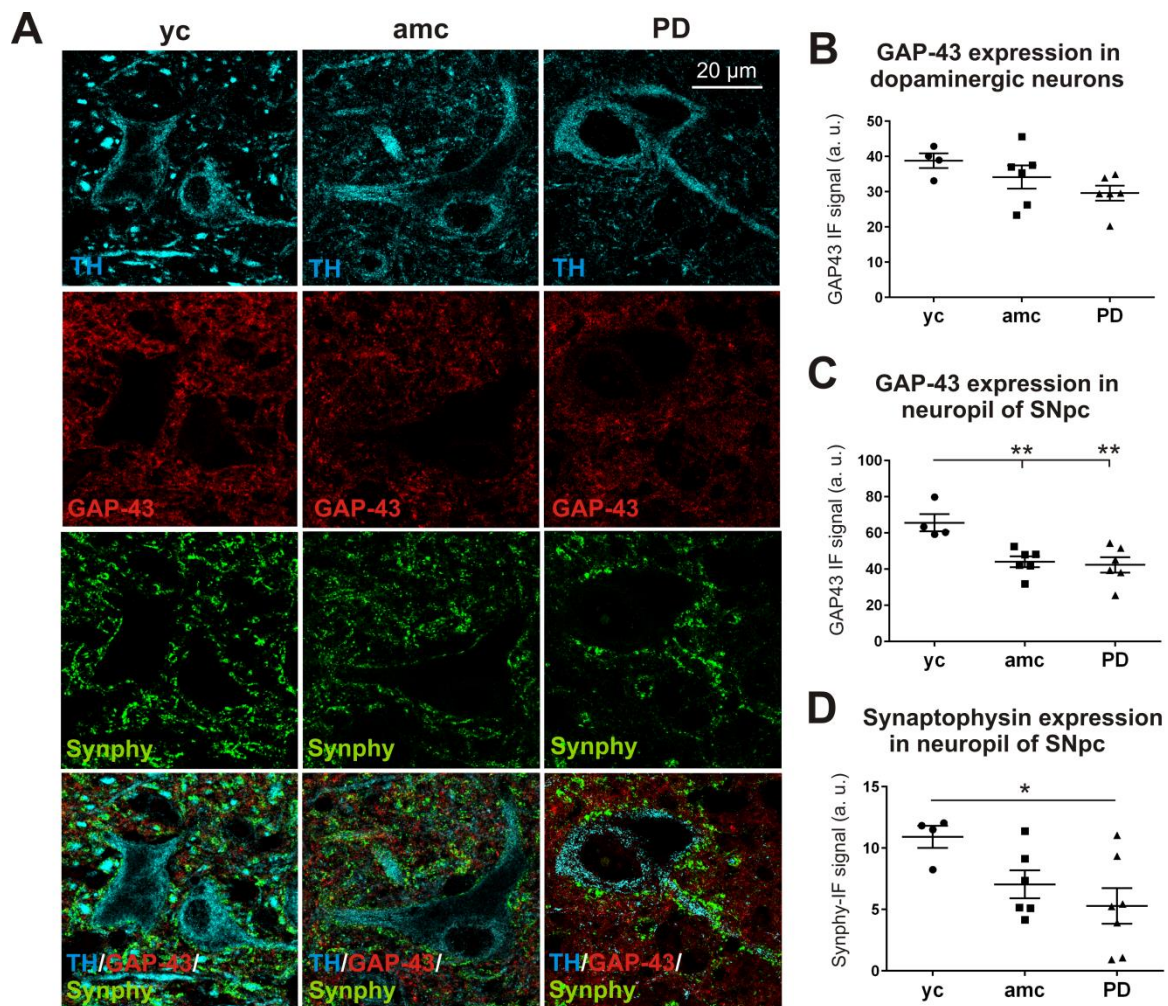 A
yc
amc
PD
20 µm
TH
TH
TH
GAP-43
GAP-43
GAP-43
Synphy
Synphy
Synphy
TH/GAP-43/
Synphy
TH/GAP-43/
Synphy
TH/GAP-43/
Synphy
B
GAP-43 expression in
dopaminergic neurons
GAP43 IF signal (a. u.)
50
40
30
20
10
0
yc
amc
PD
C
GAP-43 expression in
neuropil of SNpc
GAP43 IF signal (a. u.)
100
80
60
40
20
0
**
**
yc
amc
PD
D
Synaptophysin expression
in neuropil of SNpc
Synphy-IF signal (a. u.)
15
10
5
0
*
yc
amc
PD